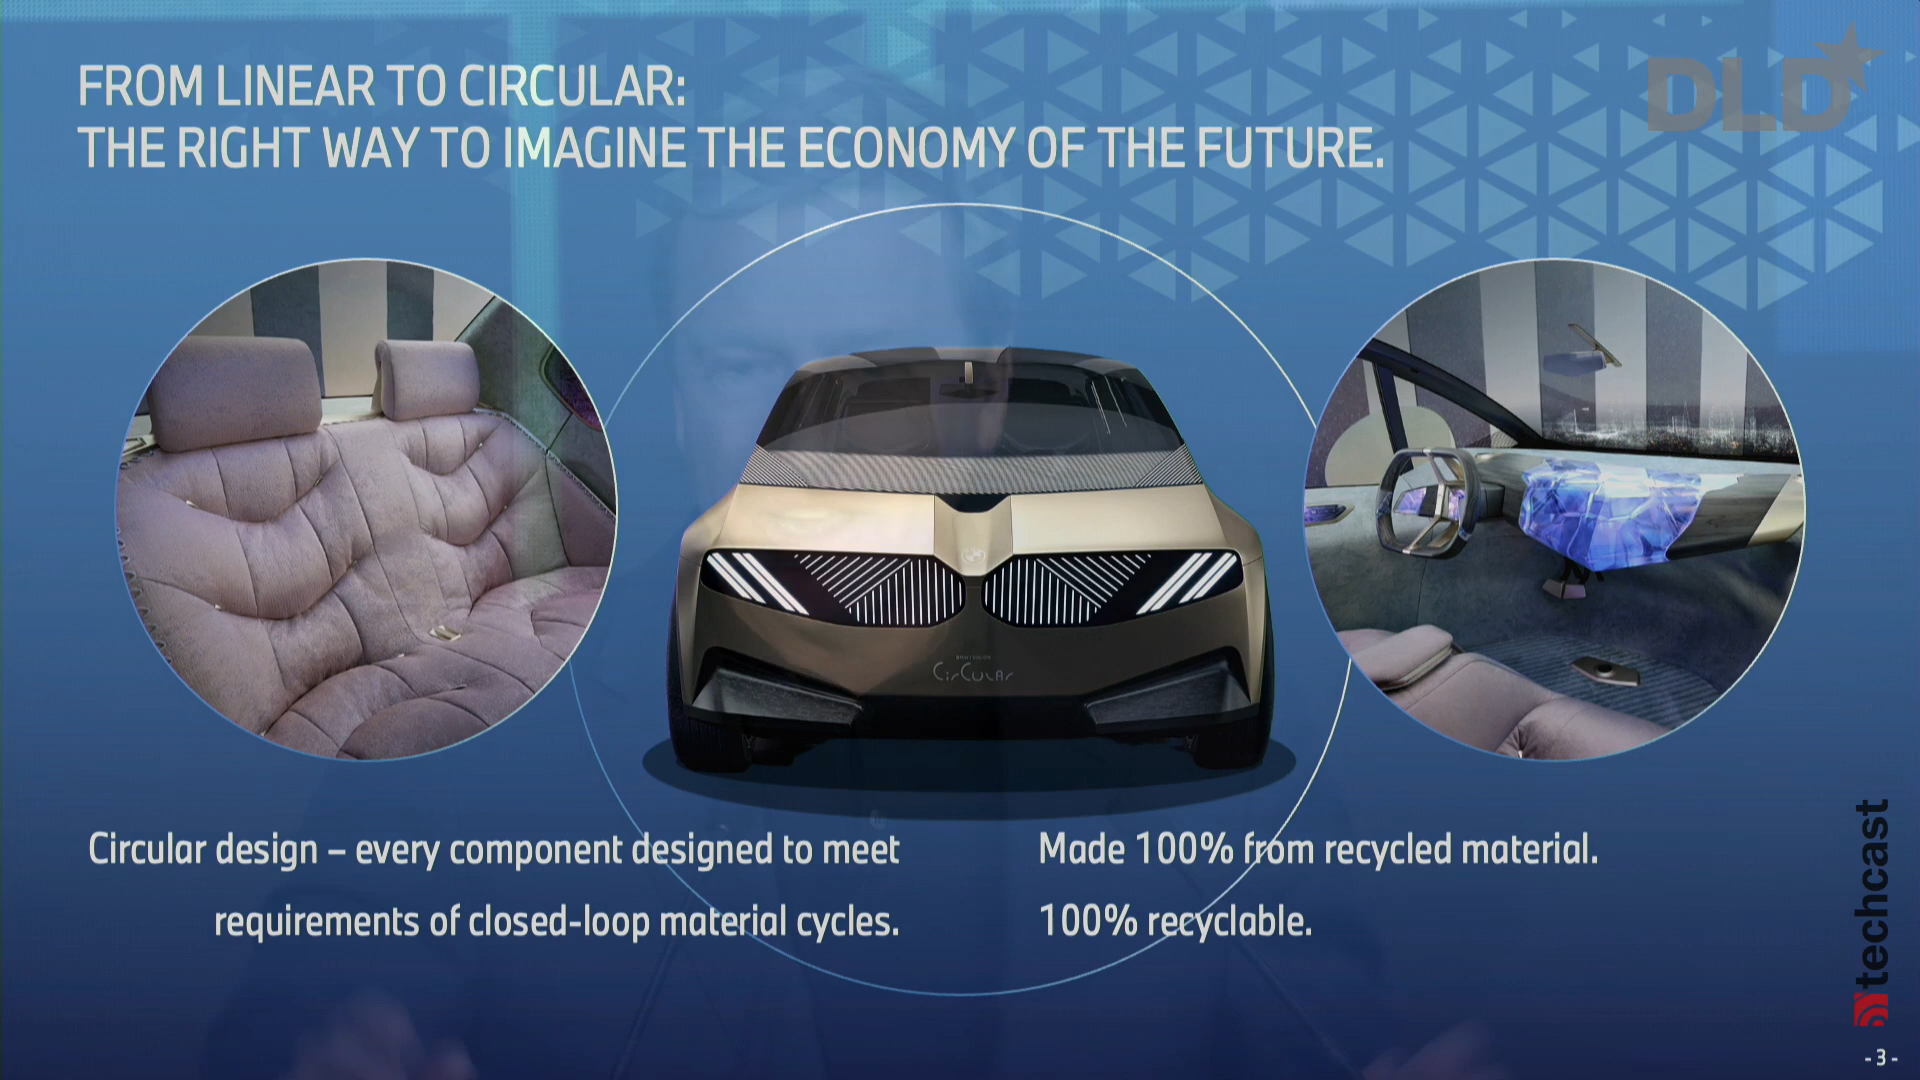 FROM LINEAR TO CIRCULAR:
THE RIGHT WAY TO IMAGINE THE ECONOMY OF THE FUTURE.
DLD
CirCuLAr
Circular design – every component designed to meet
requirements of closed-loop material cycles.
Made 100% from recycled material.
100% recyclable.
techcast
- 3 -